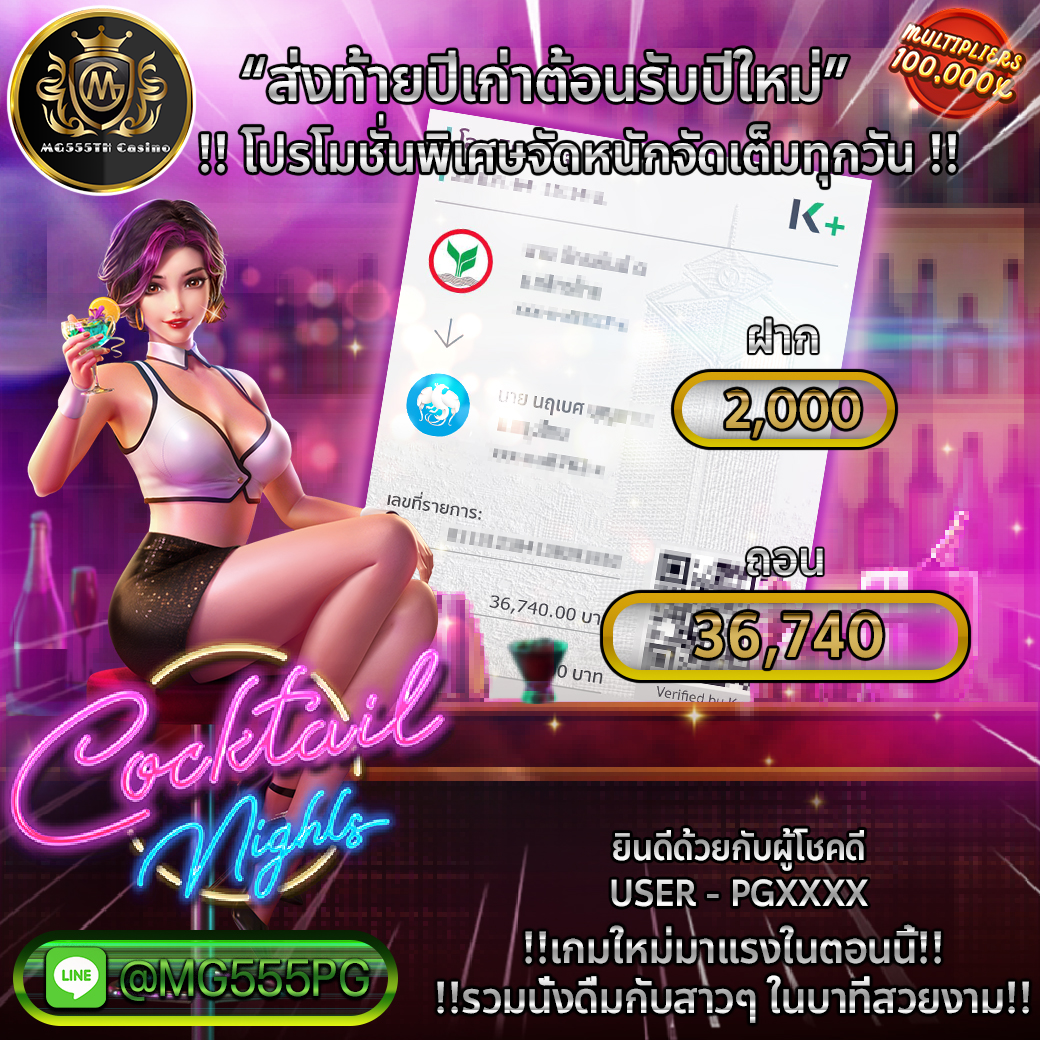 MG555TH Casino
MULTIPLIERS
100,000X
“ส่งท้ายปีเก่าต้อนรับปีใหม่”
!! โปรโมชั่นพิเศษจัดหนักจัดเต็มทุกวัน !!
K+
ฝาก
2,000
นาย นฤเบศ
เลขที่รายการ:
ถอน
36,740.00 บา
36,740
0 บาท
Verified by K
Cocktail
Nights
ยินดีด้วยกับผู้โชคดี
USER - PGXXXX
!!เกมใหม่มาแรงในตอนนี้!!
LINE @MG555PG
!!รวมนั่งดื่มกับสาวๆ ในบาที่สวยงาม!!